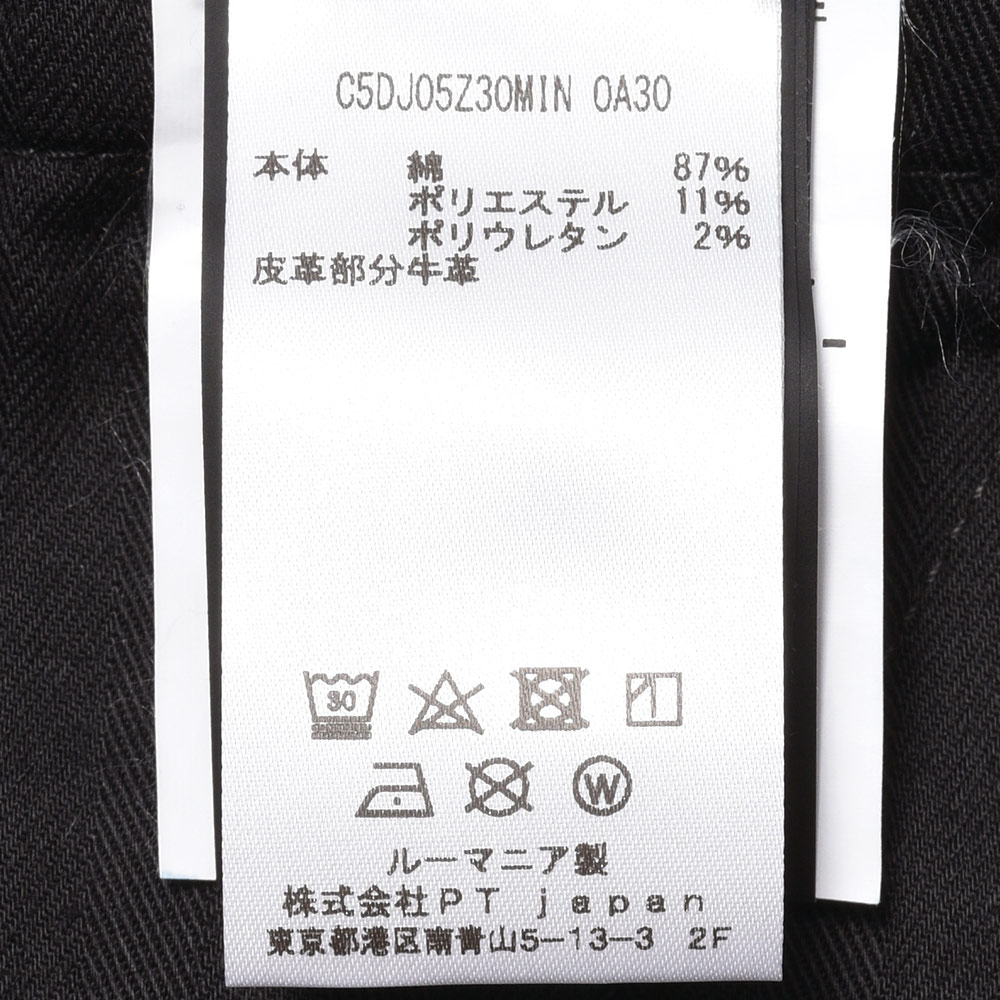 C5DJ05Z30MIN 0A30
本体 綿 87%
ポリエステル 11%
ポリウレタン 2%
皮革部分牛革
30
W
ルーマニア製
株式会社PT japan
東京都港区南青山5-13-3 2F